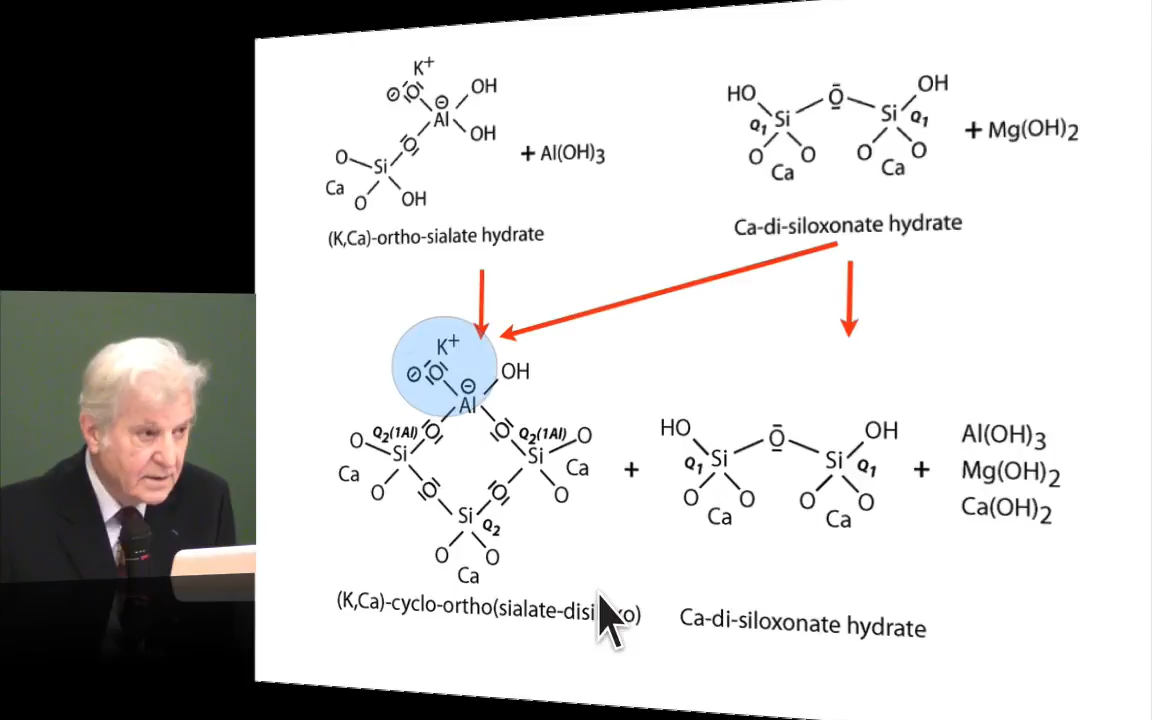 K+
⊖ |O̅| ⊖ OH
Al
|O| OH
O Si + Al(OH)3
Ca O OH
(K,Ca)-ortho-sialate hydrate
HO O OH
Q1 Si Si Q1 + Mg(OH)2
O O O O
Ca Ca
Ca-di-siloxonate hydrate
K+
⊖ |O̅| ⊖ OH
Al
Q2(1Al) |O| |O| Q2(1Al)
O Si Si O
Ca O |O| |O| O Ca
Si Q2
O O
Ca
+
HO O OH
Q1 Si Si Q1
O O O O
Ca Ca
+
Al(OH)3
Mg(OH)2
Ca(OH)2
(K,Ca)-cyclo-ortho(sialate-disi o)
Ca-di-siloxonate hydrate